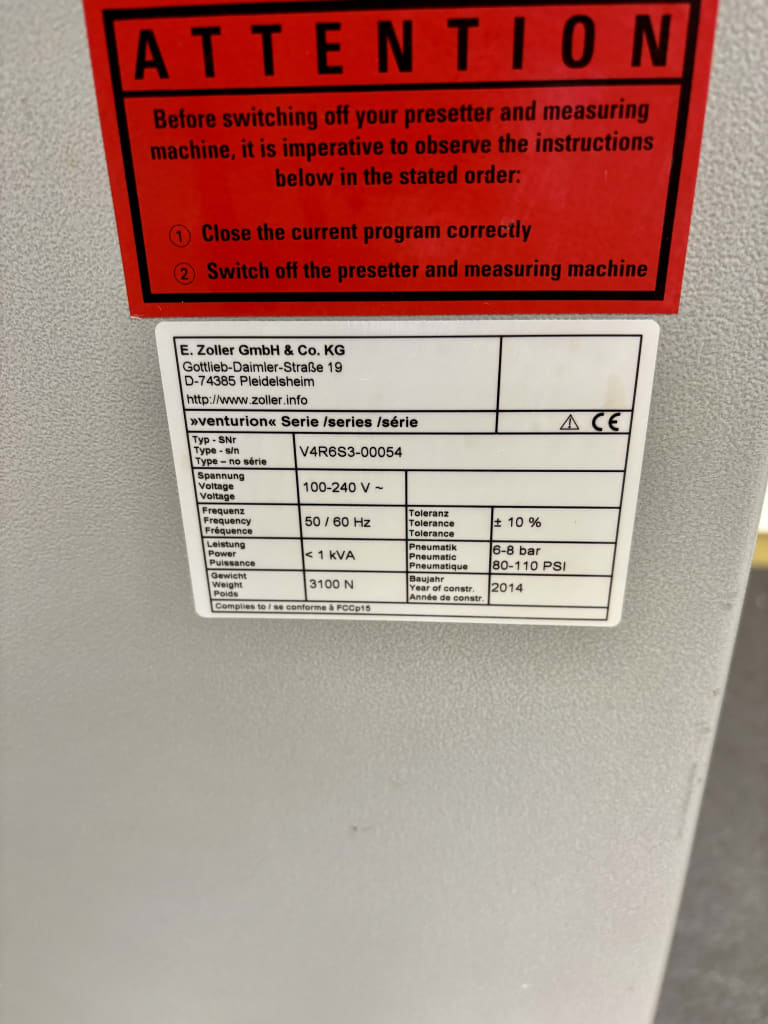 ATTENTION
Before switching off your presetter and measuring
machine, it is imperative to observe the instructions
below in the stated order:
1 Close the current program correctly
2 Switch off the presetter and measuring machine
E. Zoller GmbH & Co. KG
Gottlieb-Daimler-Straße 19
D-74385 Pleidelsheim
http://www.zoller.info
»venturion« Serie /series /série
CE
Typ - SNr
Type - s/n
Type – no série
V4R6S3-00054
Spannung
Voltage
Voltage
100-240 V ~
Frequenz
Frequency
Fréquence
50 / 60 Hz
Toleranz
Tolerance
Tolerance
± 10 %
Leistung
Power
Puissance
< 1 kVA
Pneumatik
Pneumatic
Pneumatique
6-8 bar
80-110 PSI
Gewicht
Weight
Poids
3100 N
Baujahr
Year of constr.
Année de constr.
2014
Complies to / se conforme à FCCp15